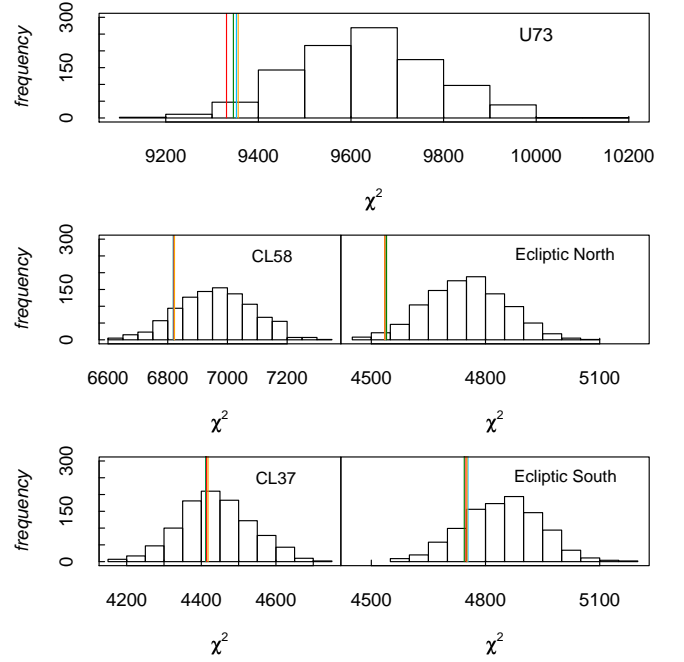 U73
frequency
0 150 300
9200 9400 9600 9800 10000 10200
χ²
CL58
Ecliptic North
frequency
0 150 300
6600 6800 7000 7200
4500 4800 5100
χ² χ²
CL37
Ecliptic South
frequency
0 150 300
4200 4400 4600
4500 4800 5100
χ² χ²